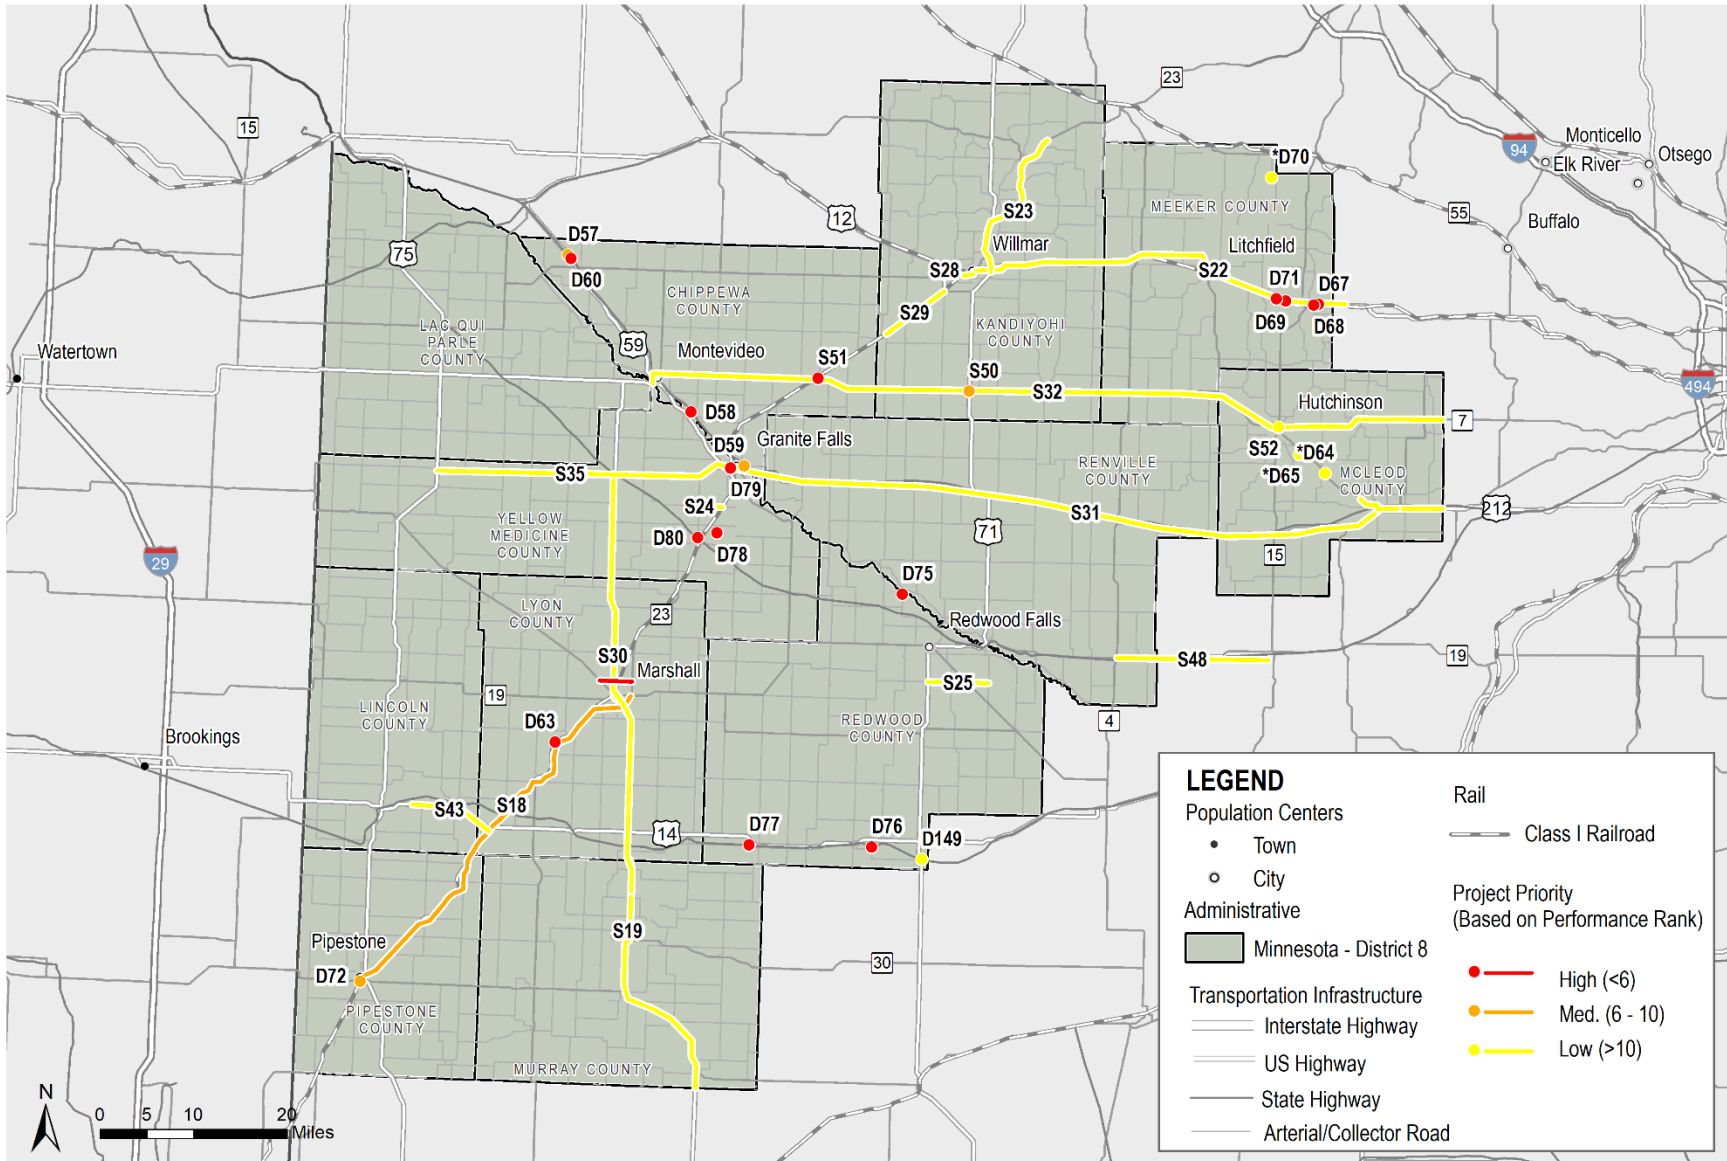 23
15
94
Monticello
Elk River
Otsego
*D70
MEEKER COUNTY
12
S23
55
Buffalo
D57
75
D60
Willmar
Litchfield
S28
S22
D71
D67
CHIPPEWA
COUNTY
S29
D69
D68
KANDIYOHI
COUNTY
LAC QUI
PARLE
COUNTY
59
Watertown
Montevideo
S51
S50
S32
494
Hutchinson
7
D58
D59
Granite Falls
S52
*D64
*D65
RENVILLE
COUNTY
MCLEOD
COUNTY
S35
D79
S24
S31
212
YELLOW
MEDICINE
COUNTY
D80
D78
71
15
29
D75
LYON
COUNTY
23
Redwood Falls
S30
Marshall
S48
19
S25
19
LINCOLN
COUNTY
REDWOOD
COUNTY
4
D63
Brookings
S43
S18
14
D77
D76
D149
S19
Pipestone
D72
30
PIPESTONE
COUNTY
MURRAY COUNTY
N
0 5 10 20
Miles
LEGEND
Population Centers
Town
City
Administrative
Minnesota - District 8
Transportation Infrastructure
Interstate Highway
US Highway
State Highway
Arterial/Collector Road
Rail
Class I Railroad
Project Priority
(Based on Performance Rank)
High (<6)
Med. (6 - 10)
Low (>10)